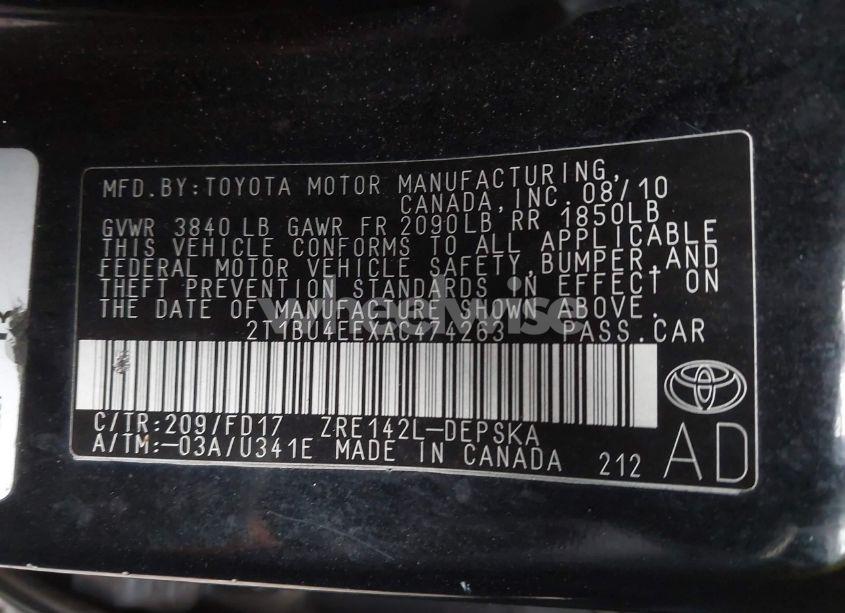 MFD.BY:TOYOTA MOTOR MANUFACTURING,
CANADA,INC. 08/10
GVWR 3840 LB GAWR FR 2090LB RR 1850LB
THIS VEHICLE CONFORMS TO ALL APPLICABLE
FEDERAL MOTOR VEHICLE SAFETY,BUMPER,AND
THEFT PREVENTION STANDARDS IN EFFECT ON
THE DATE OF MANUFACTURE SHOWN ABOVE.
2T1BU4EEXAC474263 PASS.CAR
C/TR:209/FD17 ZRE142L-DEPSKA
A/TM:-03A/U341E MADE IN CANADA 212
AD
wheelwise